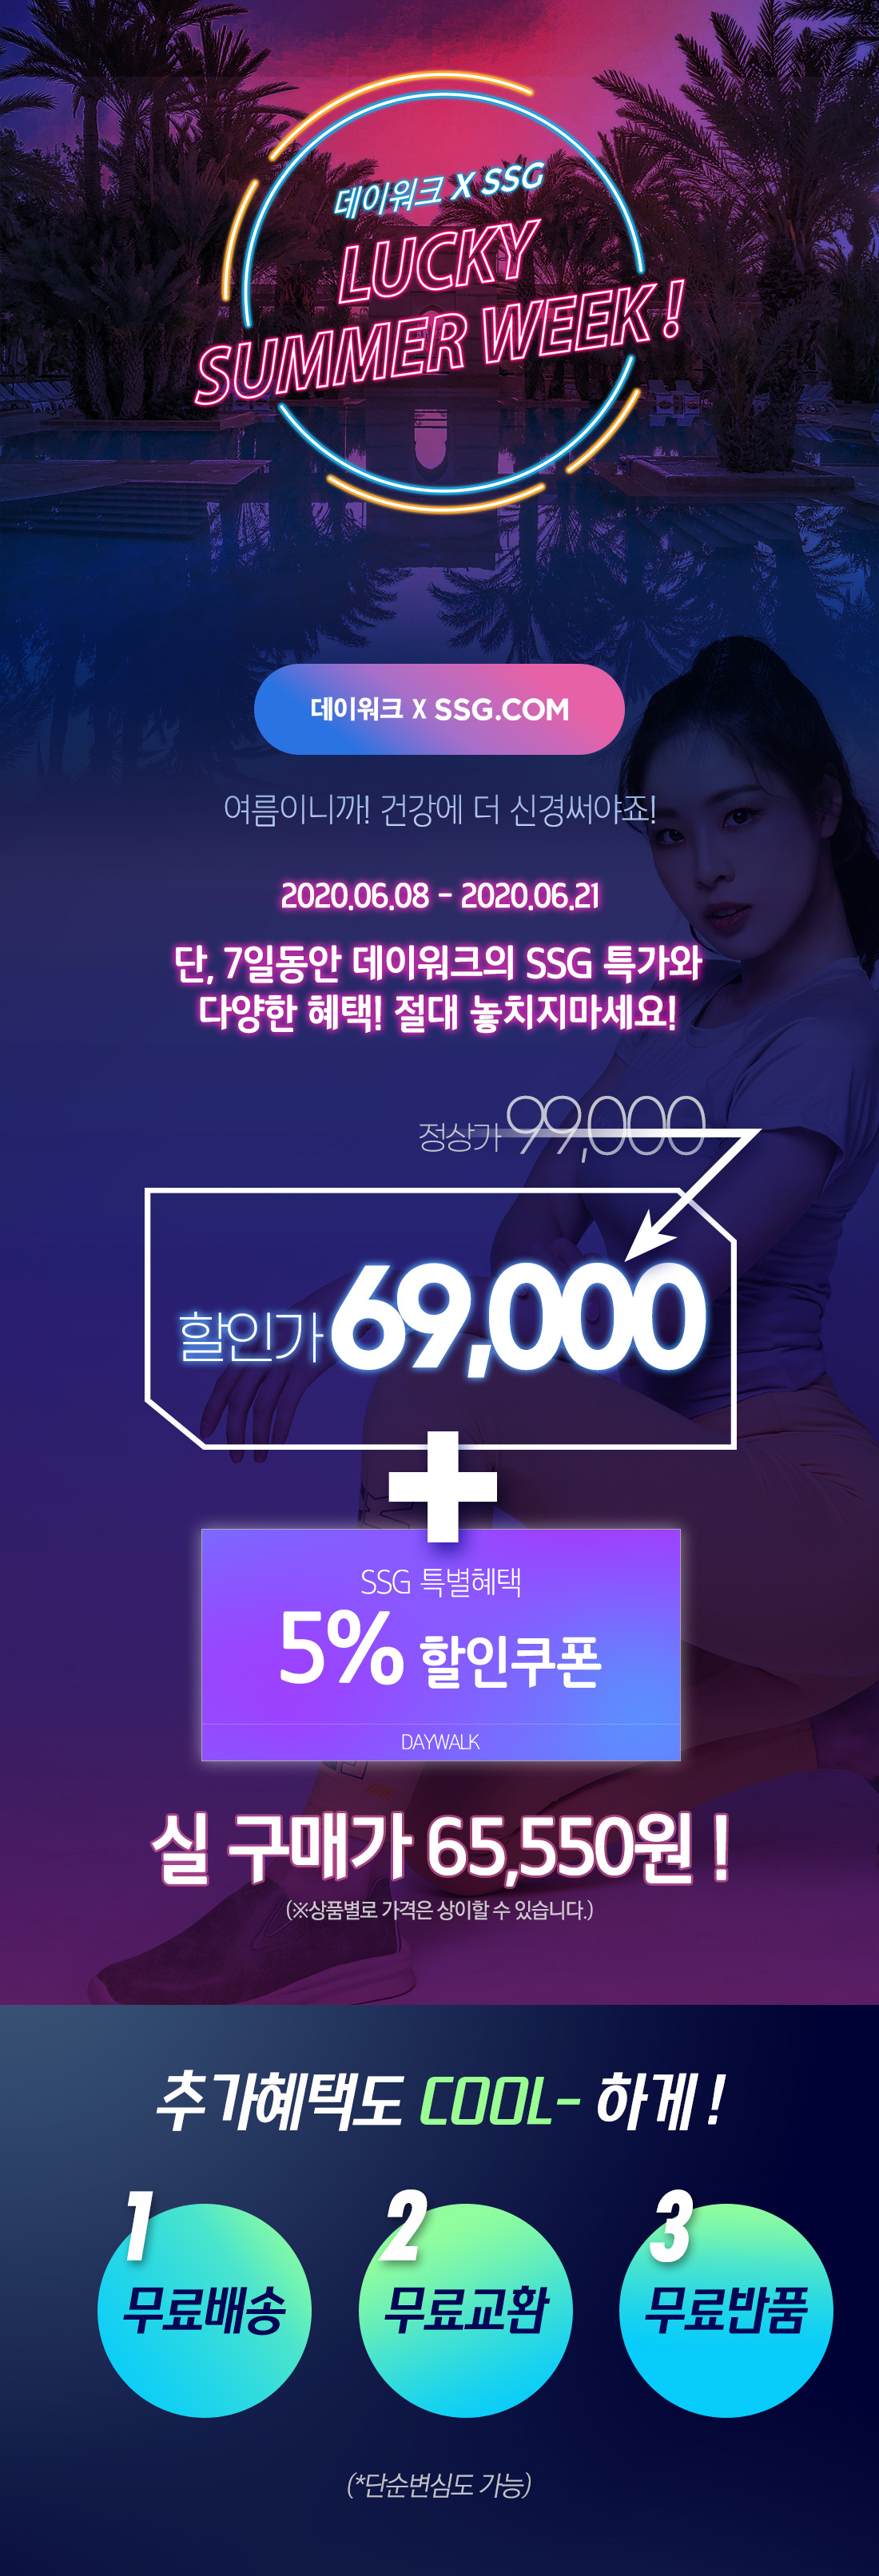 데이워크 X SSG
LUCKY
SUMMER WEEK !
데이워크 X SSG.COM
여름이니까! 건강에 더 신경써야죠!
2020.06.08 - 2020.06.21
단, 7일동안 데이워크의 SSG 특가와
다양한 혜택! 절대 놓치지마세요!
정상가 99,000
할인가 69,000
+
SSG 특별혜택
5% 할인쿠폰
DAYWALK
실 구매가 65,550원 !
(※상품별로 가격은 상이할 수 있습니다.)
추가혜택도 COOL- 하게 !
1 2 3
무료배송 무료교환 무료반품
(*단순변심도 가능)